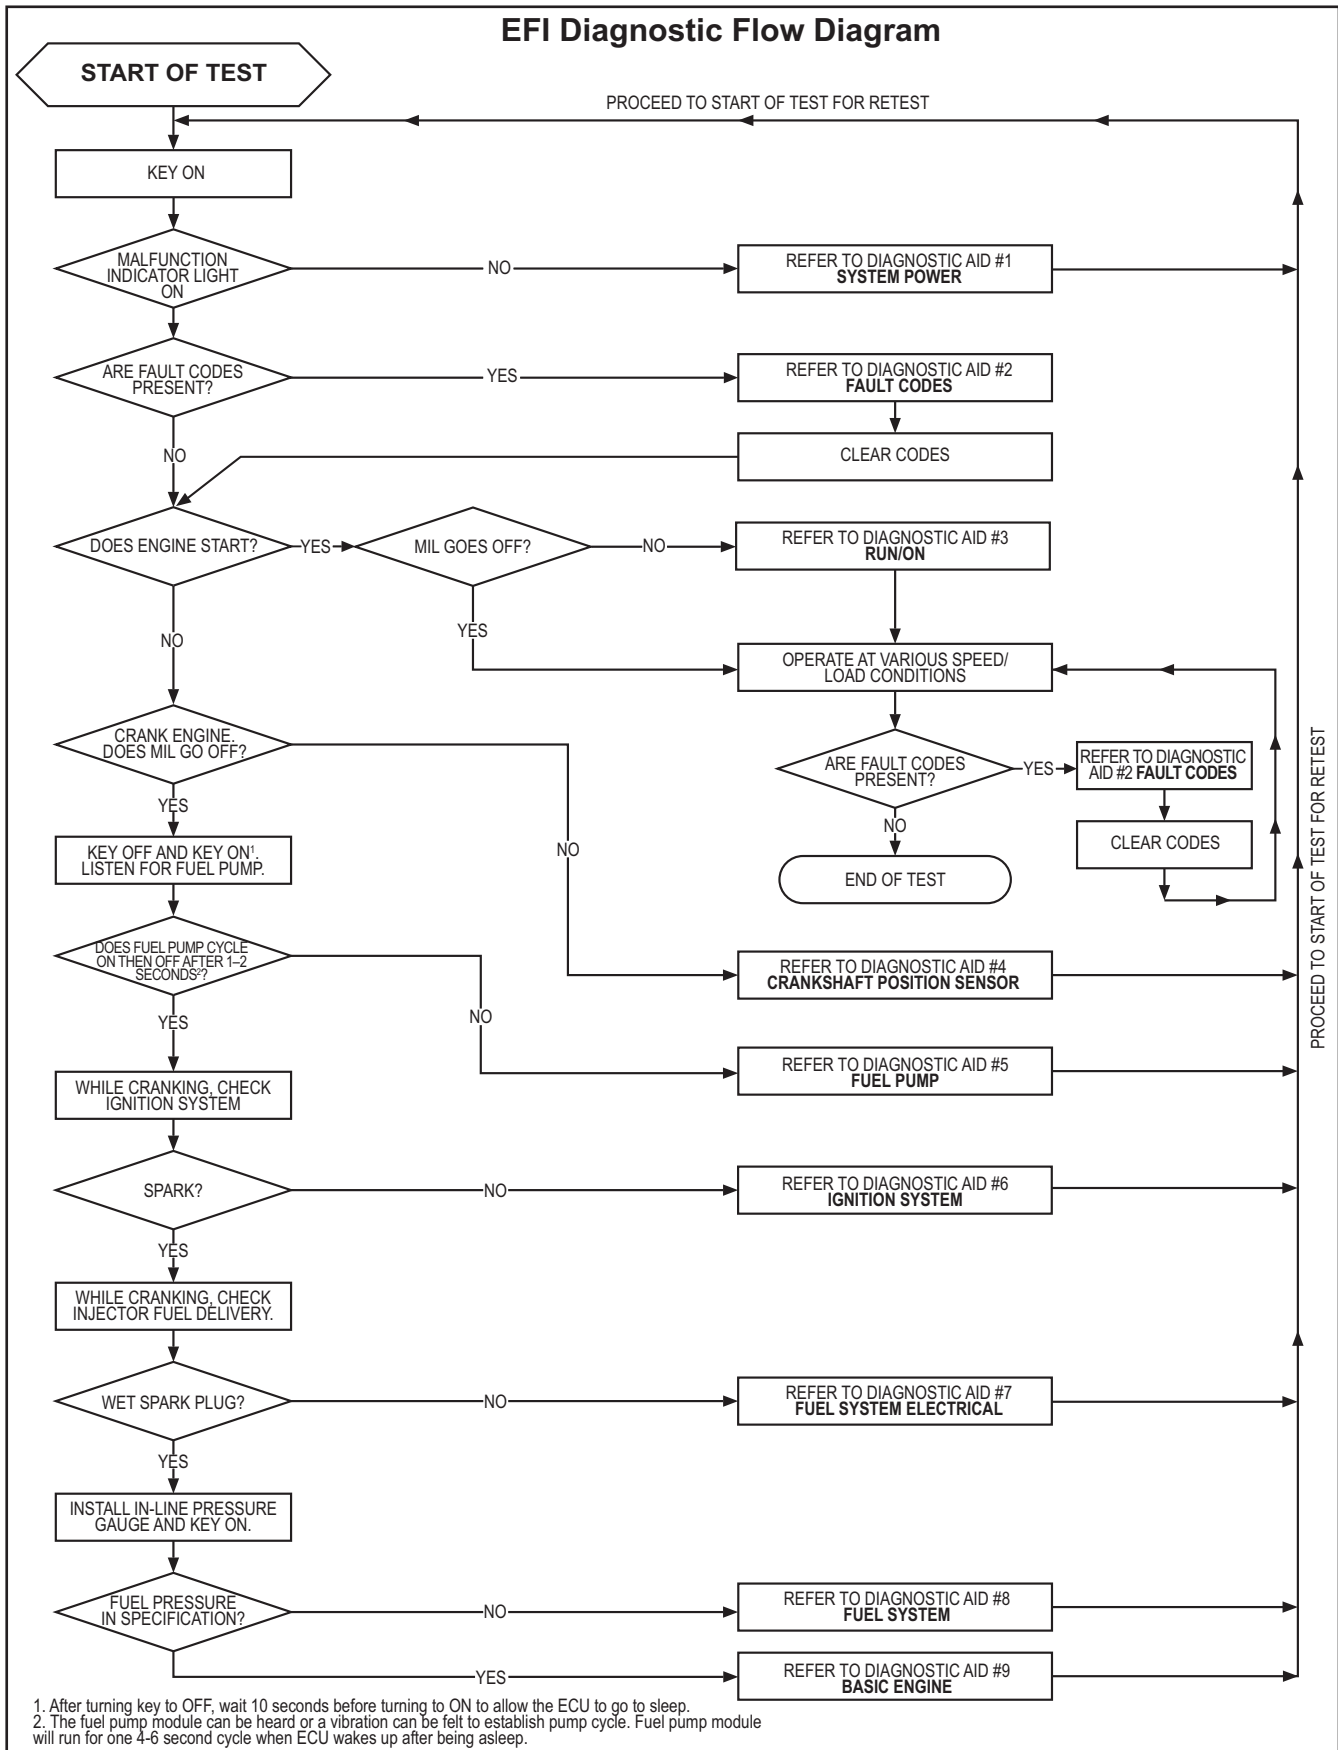 EFI Diagnostic Flow Diagram
START OF TEST
PROCEED TO START OF TEST FOR RETEST
KEY ON
MALFUNCTION
INDICATOR LIGHT
ON
NO
REFER TO DIAGNOSTIC AID #1
SYSTEM POWER
ARE FAULT CODES
PRESENT?
YES
REFER TO DIAGNOSTIC AID #2
FAULT CODES
NO
CLEAR CODES
DOES ENGINE START?
YES
MIL GOES OFF?
NO
REFER TO DIAGNOSTIC AID #3
RUN/ON
NO
YES
OPERATE AT VARIOUS SPEED/
LOAD CONDITIONS
CRANK ENGINE.
DOES MIL GO OFF?
ARE FAULT CODES
PRESENT?
YES
REFER TO DIAGNOSTIC
AID #2 FAULT CODES
YES
NO
CLEAR CODES
KEY OFF AND KEY ON¹.
LISTEN FOR FUEL PUMP.
NO
END OF TEST
PROCEED TO START OF TEST FOR RETEST
DOES FUEL PUMP CYCLE
ON THEN OFF AFTER 1–2
SECONDS²?
REFER TO DIAGNOSTIC AID #4
CRANKSHAFT POSITION SENSOR
YES
NO
REFER TO DIAGNOSTIC AID #5
FUEL PUMP
WHILE CRANKING, CHECK
IGNITION SYSTEM
SPARK?
NO
REFER TO DIAGNOSTIC AID #6
IGNITION SYSTEM
YES
WHILE CRANKING, CHECK
INJECTOR FUEL DELIVERY.
WET SPARK PLUG?
NO
REFER TO DIAGNOSTIC AID #7
FUEL SYSTEM ELECTRICAL
YES
INSTALL IN-LINE PRESSURE
GAUGE AND KEY ON.
FUEL PRESSURE
IN SPECIFICATION?
NO
REFER TO DIAGNOSTIC AID #8
FUEL SYSTEM
YES
REFER TO DIAGNOSTIC AID #9
BASIC ENGINE
1. After turning key to OFF, wait 10 seconds before turning to ON to allow the ECU to go to sleep.
2. The fuel pump module can be heard or a vibration can be felt to establish pump cycle. Fuel pump module
will run for one 4-6 second cycle when ECU wakes up after being asleep.